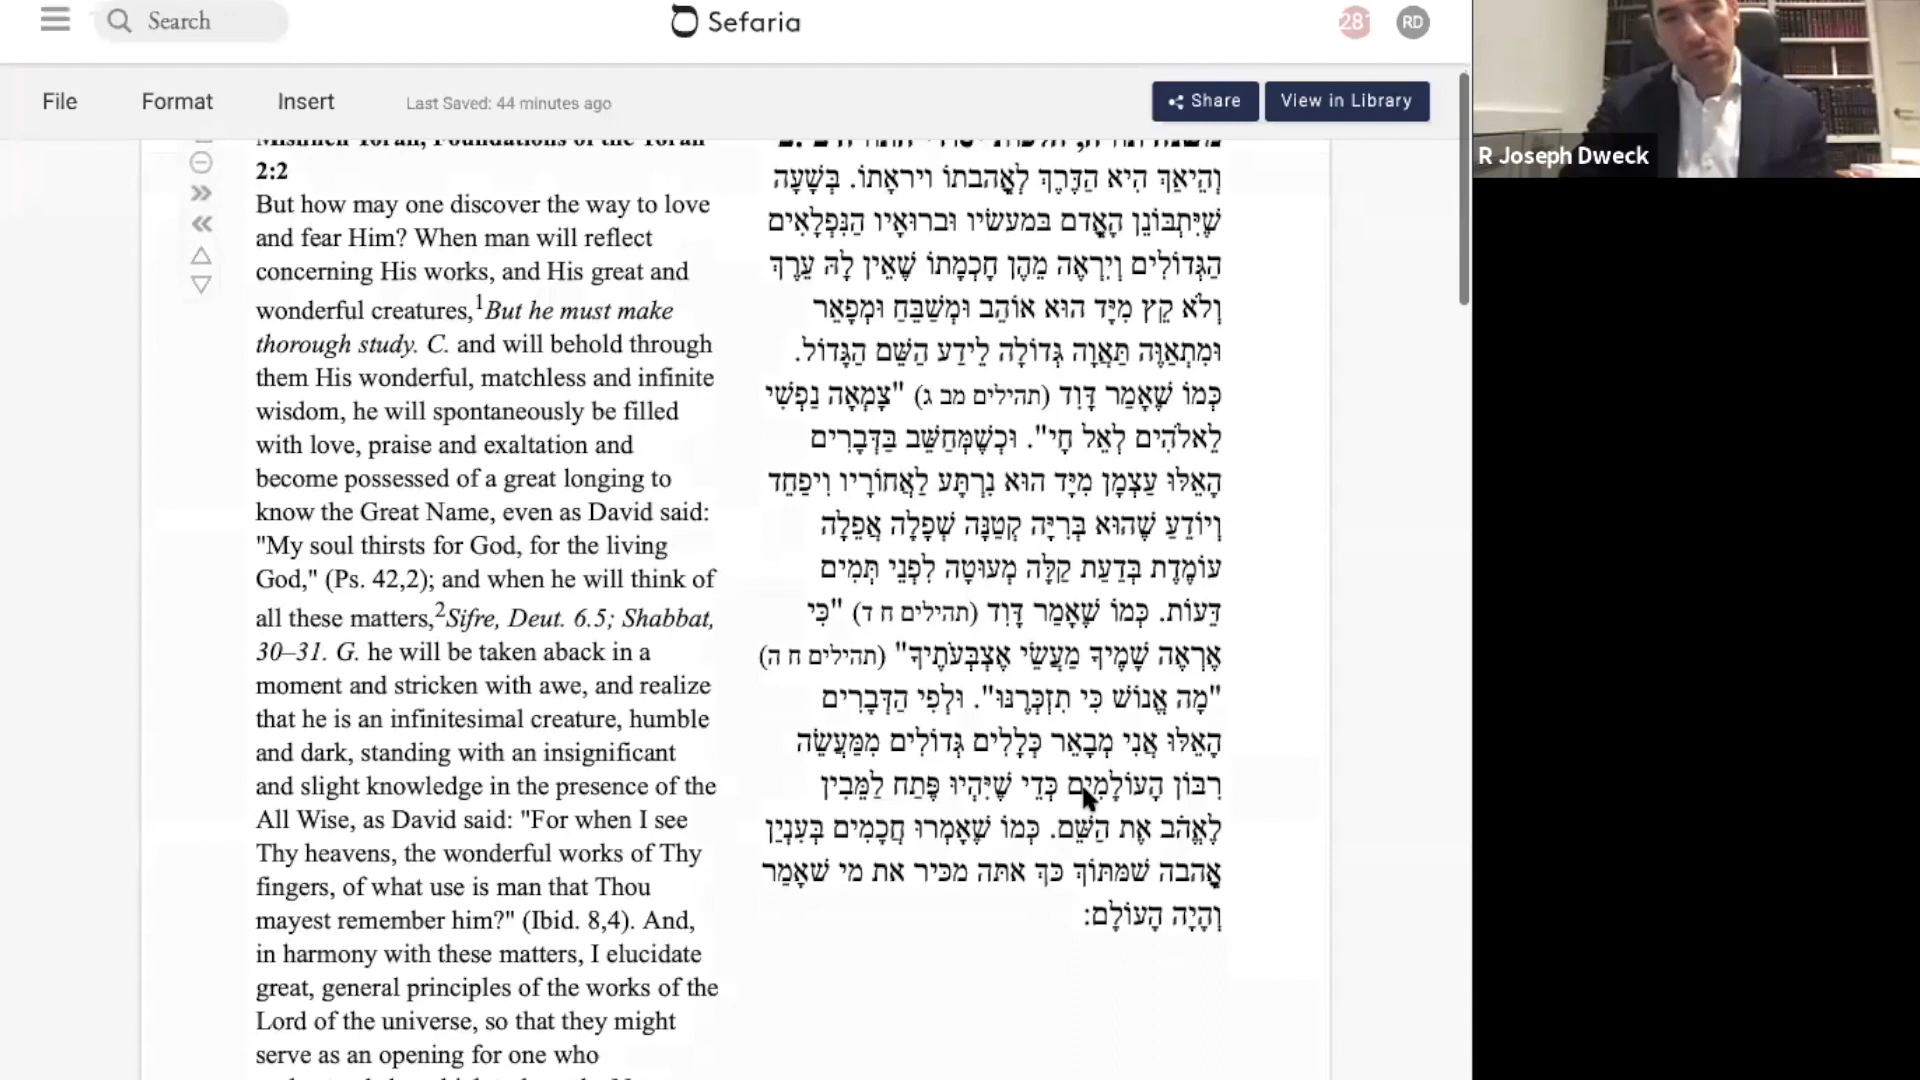 Search
Sefaria
281
RD
File
Format
Insert
Last Saved: 44 minutes ago
Share
View in Library
R Joseph Dweck
Mishneh Torah, Foundations of the Torah
2:2
But how may one discover the way to love
and fear Him? When man will reflect
concerning His works, and His great and
wonderful creatures,1But he must make
thorough study. C. and will behold through
them His wonderful, matchless and infinite
wisdom, he will spontaneously be filled
with love, praise and exaltation and
become possessed of a great longing to
know the Great Name, even as David said:
"My soul thirsts for God, for the living
God," (Ps. 42,2); and when he will think of
all these matters,2Sifre, Deut. 6.5; Shabbat,
30–31. G. he will be taken aback in a
moment and stricken with awe, and realize
that he is an infinitesimal creature, humble
and dark, standing with an insignificant
and slight knowledge in the presence of the
All Wise, as David said: "For when I see
Thy heavens, the wonderful works of Thy
fingers, of what use is man that Thou
mayest remember him?" (Ibid. 8,4). And,
in harmony with these matters, I elucidate
great, general principles of the works of the
Lord of the universe, so that they might
serve as an opening for one who
משנה תורה, הלכות יסודי התורה
וְהֵיאַךְ הִיא הַדֶּרֶךְ לְאַהֲבָתוֹ וְיִרְאָתוֹ. בְּשָׁעָה
שֶׁיִּתְבּוֹנֵן הָאָדָם בְּמַעֲשָׂיו וּבְרוּאָיו הַנִּפְלָאִים
הַגְּדוֹלִים וְיִרְאֶה מֵהֶן חָכְמָתוֹ שֶׁאֵין לָהּ עֵרֶךְ
וְלֹא קֵץ מִיָּד הוּא אוֹהֵב וּמְשַׁבֵּחַ וּמְפָאֵר
וּמִתְאַוֶּה תַּאֲוָה גְּדוֹלָה לֵידַע הַשֵּׁם הַגָּדוֹל.
כְּמוֹ שֶׁאָמַר דָּוִד (תהילים מב ג) "צָמְאָה נַפְשִׁי
לֵאלֹהִים לְאֵל חָי". וּכְשֶׁמְּחַשֵּׁב בַּדְּבָרִים
הָאֵלּוּ עַצְמָן מִיָּד הוּא נִרְתָּע לַאֲחוֹרָיו וְיִפְחַד
וְיוֹדֵעַ שֶׁהוּא בְּרִיָּה קְטַנָּה שְׁפָלָה אֲפֵלָה
עוֹמֶדֶת בְּדַעַת קַלָּה מְעוּטָה לִפְנֵי תְּמִים
דֵּעוֹת. כְּמוֹ שֶׁאָמַר דָּוִד (תהילים ח ד) "כִּי
אֶרְאֶה שָׁמֶיךָ מַעֲשֵׂי אֶצְבְּעֹתֶיךָ" (תהילים ח ה)
"מָה אֱנוֹשׁ כִּי תִזְכְּרֶנּוּ". וּלְפִי הַדְּבָרִים
הָאֵלּוּ אֲנִי מְבָאֵר כְּלָלִים גְּדוֹלִים מִמַּעֲשֵׂה
רִבּוֹן הָעוֹלָמִים כְּדֵי שֶׁיִּהְיוּ פֶּתַח לַמֵּבִין
לֶאֱהֹב אֶת הַשֵּׁם. כְּמוֹ שֶׁאָמְרוּ חֲכָמִים בְּעִנְיַן
אַהֲבָה שֶׁמִּתּוֹךְ כָּךְ אַתָּה מַכִּיר אֶת מִי שֶׁאָמַר
וְהָיָה הָעוֹלָם: